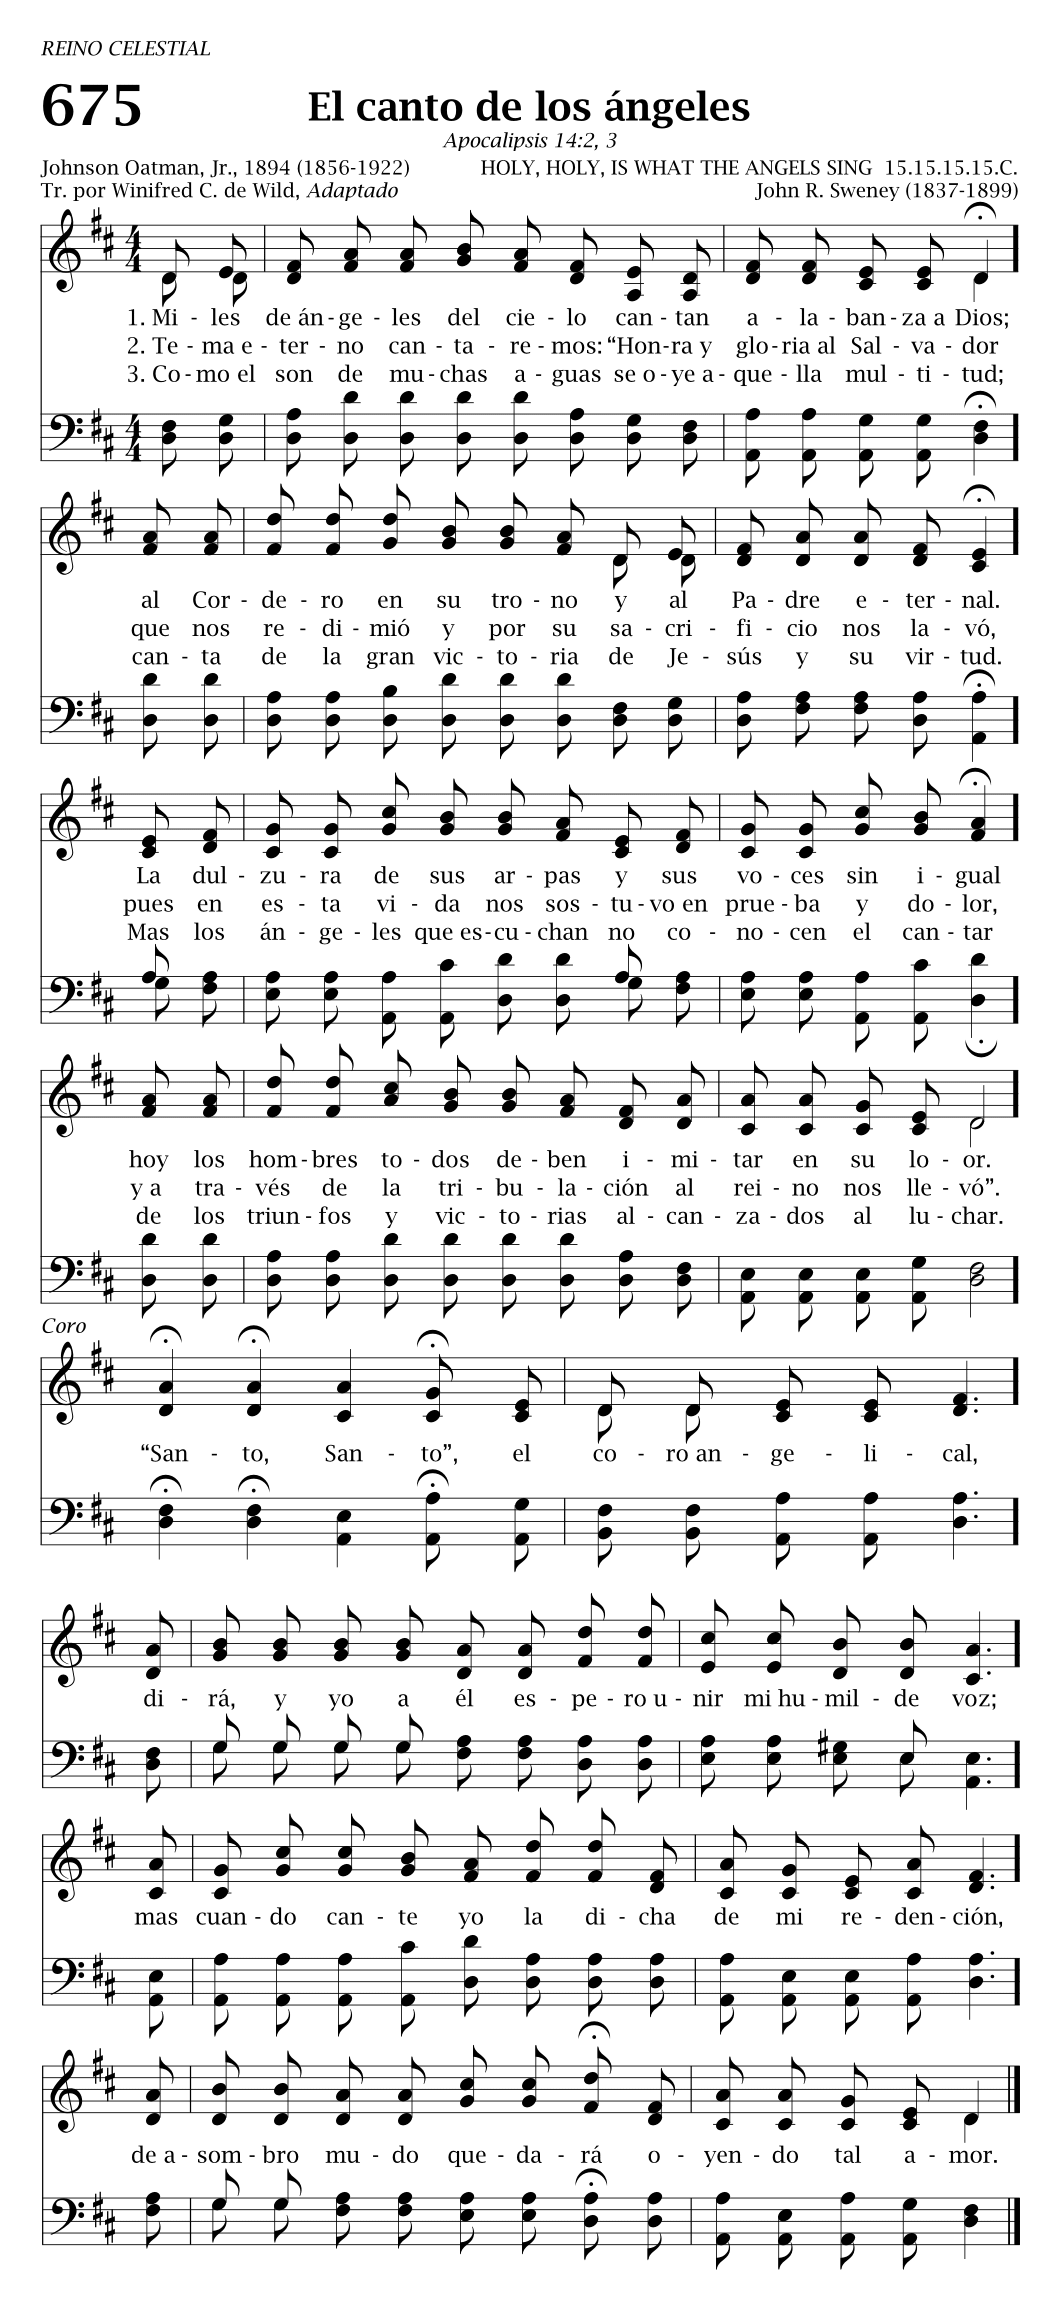 REINO CELESTIAL
675 El canto de los ángeles
Apocalipsis 14:2, 3
Johnson Oatman, Jr., 1894 (1856-1922) HOLY, HOLY, IS WHAT THE ANGELS SING 15.15.15.15.C.
Tr. por Winifred C. de Wild, Adaptado John R. Sweney (1837-1899)
4
4
1. Mi - les de án - ge - les del cie - lo can - tan a - la - ban - za a Dios;
2. Te - ma e - ter - no can - ta - re - mos: “Hon - ra y glo - ria al Sal - va - dor
3. Co - mo el son de mu - chas a - guas se o - ye a - que - lla mul - ti - tud;
4
4
al Cor - de - ro en su tro - no y al Pa - dre e - ter - nal.
que nos re - di - mió y por su sa - cri - fi - cio nos la - vó,
can - ta de la gran vic - to - ria de Je - sús y su vir - tud.
La dul - zu - ra de sus ar - pas y sus vo - ces sin i - gual
pues en es - ta vi - da nos sos - tu - vo en prue - ba y do - lor,
Mas los án - ge - les que es - cu - chan no co - no - cen el can - tar
hoy los hom - bres to - dos de - ben i - mi - tar en su lo - or.
y a tra - vés de la tri - bu - la - ción al rei - no nos lle - vó”.
de los triun - fos y vic - to - rias al - can - za - dos al lu - char.
Coro
“San - to, San - to”, el co - ro an - ge - li - cal,
di - rá, y yo a él es - pe - ro u - nir mi hu - mil - de voz;
mas cuan - do can - te yo la di - cha de mi re - den - ción,
de a - som - bro mu - do que - da - rá o - yen - do tal a - mor.